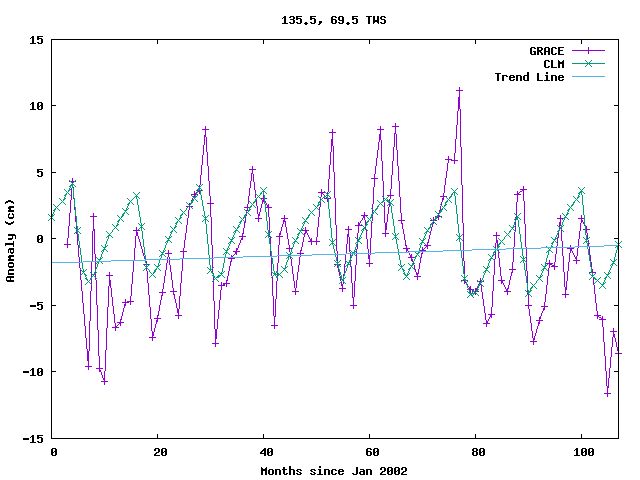 135.5, 69.5 TWS
GRACE
CLM
Trend Line
15
10
5
0
-5
-10
-15
Anomaly (cm)
0 20 40 60 80 100
Months since Jan 2002